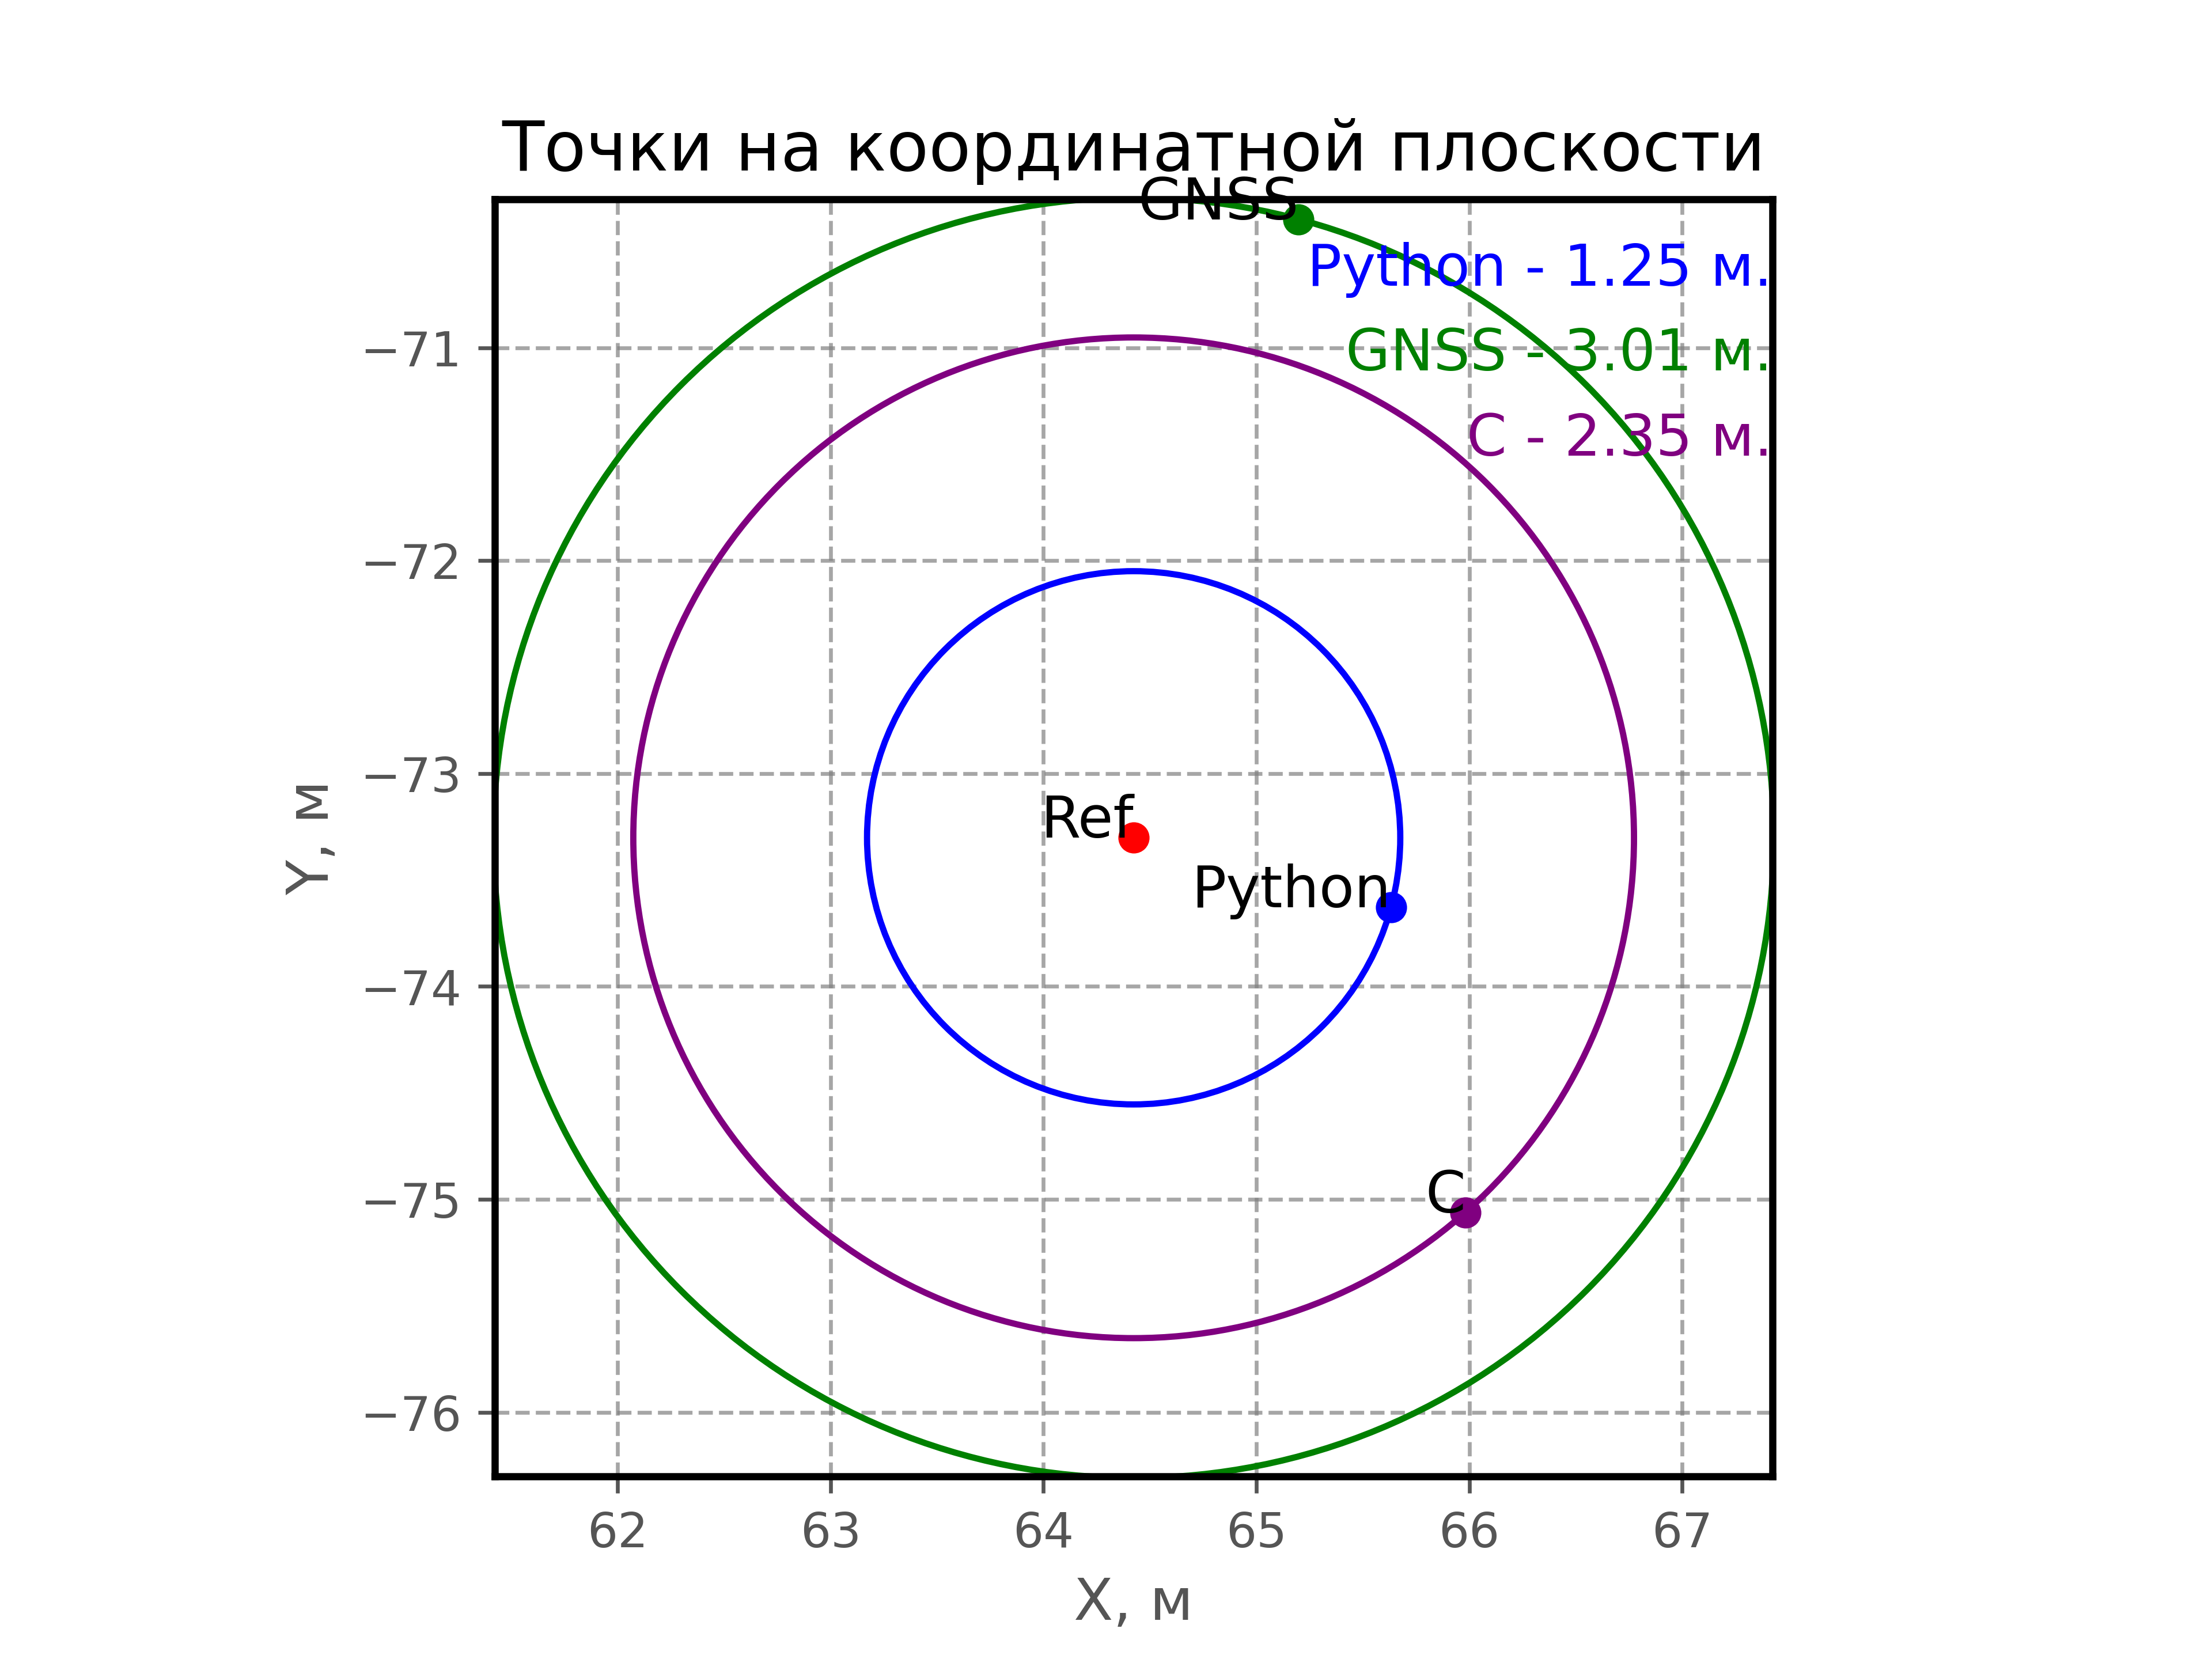 Точки на координатной плоскости
GNSS
Python - 1.25 м.
GNSS - 3.01 м.
C - 2.35 м.
−71
−72
−73
−74
−75
−76
Y, м
Ref
Python
C
62 63 64 65 66 67
X, м